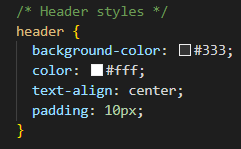 /* Header styles */
header {
background-color: #333;
color: #fff;
text-align: center;
padding: 10px;
}